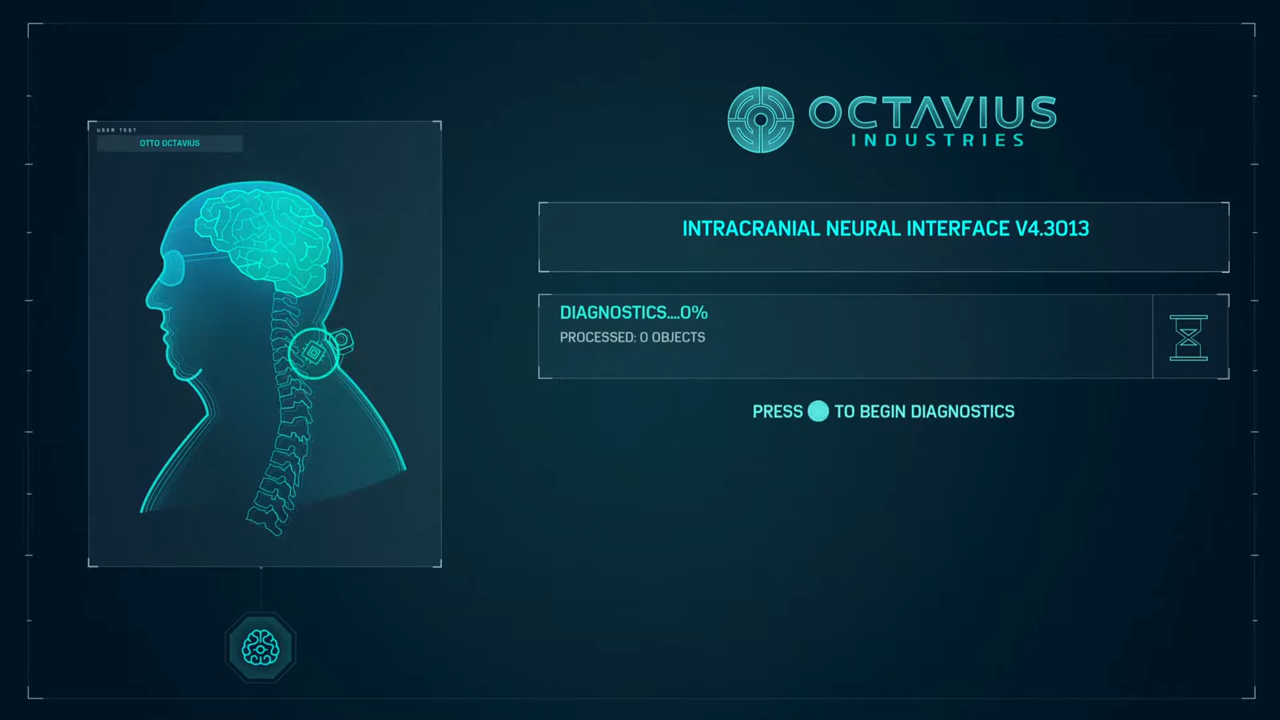 USER TEST
OTTO OCTAVIUS
OCTAVIUS
INDUSTRIES
INTRACRANIAL NEURAL INTERFACE V4.3013
DIAGNOSTICS....0%
PROCESSED: 0 OBJECTS
PRESS TO BEGIN DIAGNOSTICS